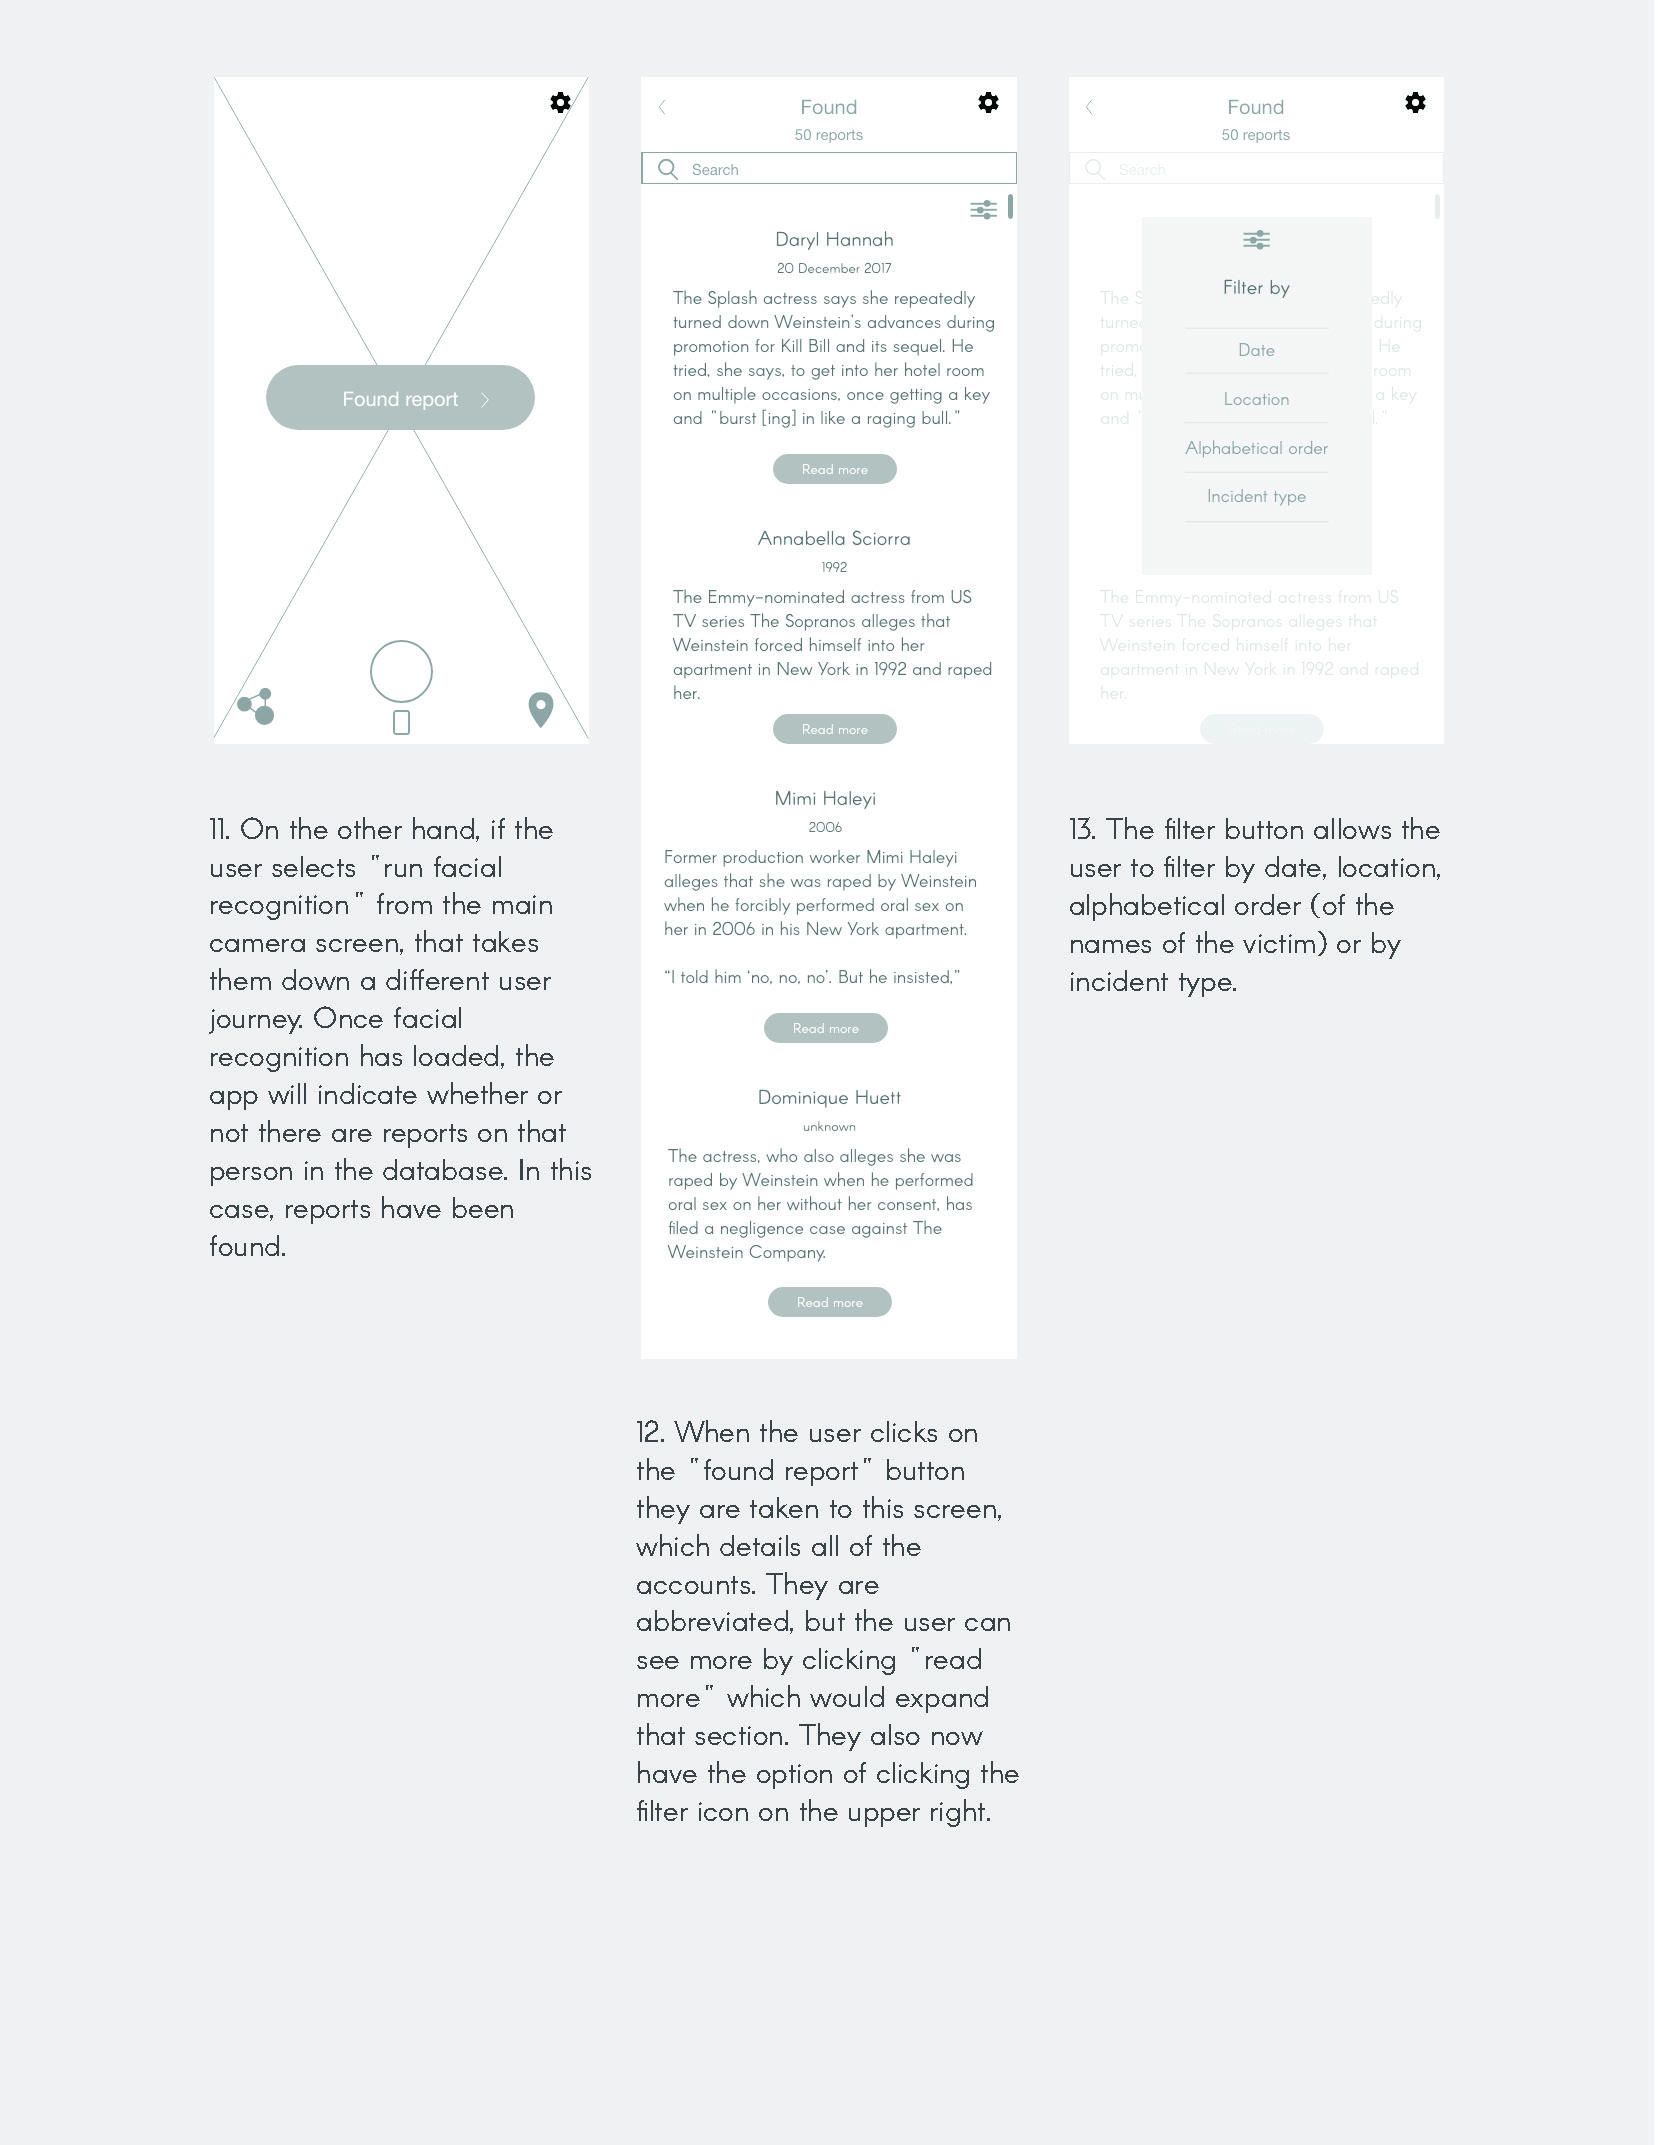 Found report
11. On the other hand, if the
user selects "run facial
recognition" from the main
camera screen, that takes
them down a different user
journey. Once facial
recognition has loaded, the
app will indicate whether or
not there are reports on that
person in the database. In this
case, reports have been
found.
Found
50 reports
Search
Daryl Hannah
20 December 2017
The Splash actress says she repeatedly
turned down Weinstein's advances during
promotion for Kill Bill and its sequel. He
tried, she says, to get into her hotel room
on multiple occasions, once getting a key
and "burst [ing] in like a raging bull."
Read more
Annabella Sciorra
1992
The Emmy-nominated actress from US
TV series The Sopranos alleges that
Weinstein forced himself into her
apartment in New York in 1992 and raped
her.
Read more
Mimi Haleyi
2006
Former production worker Mimi Haleyi
alleges that she was raped by Weinstein
when he forcibly performed oral sex on
her in 2006 in his New York apartment.
“I told him ‘no, no, no’. But he insisted,”
Read more
Dominique Huett
unknown
The actress, who also alleges she was
raped by Weinstein when he performed
oral sex on her without her consent, has
filed a negligence case against The
Weinstein Company.
Read more
12. When the user clicks on
the "found report" button
they are taken to this screen,
which details all of the
accounts. They are
abbreviated, but the user can
see more by clicking "read
more" which would expand
that section. They also now
have the option of clicking the
filter icon on the upper right.
Found
50 reports
Search
Filter by
Date
Location
Alphabetical order
Incident type
The S edly
turne during
prom He
tried, room
on mu a key
and " l."
The Emmy-nominated actress from US
TV series The Sopranos alleges that
Weinstein forced himself into her
apartment in New York in 1992 and raped
her.
Read more
13. The filter button allows the
user to filter by date, location,
alphabetical order (of the
names of the victim) or by
incident type.